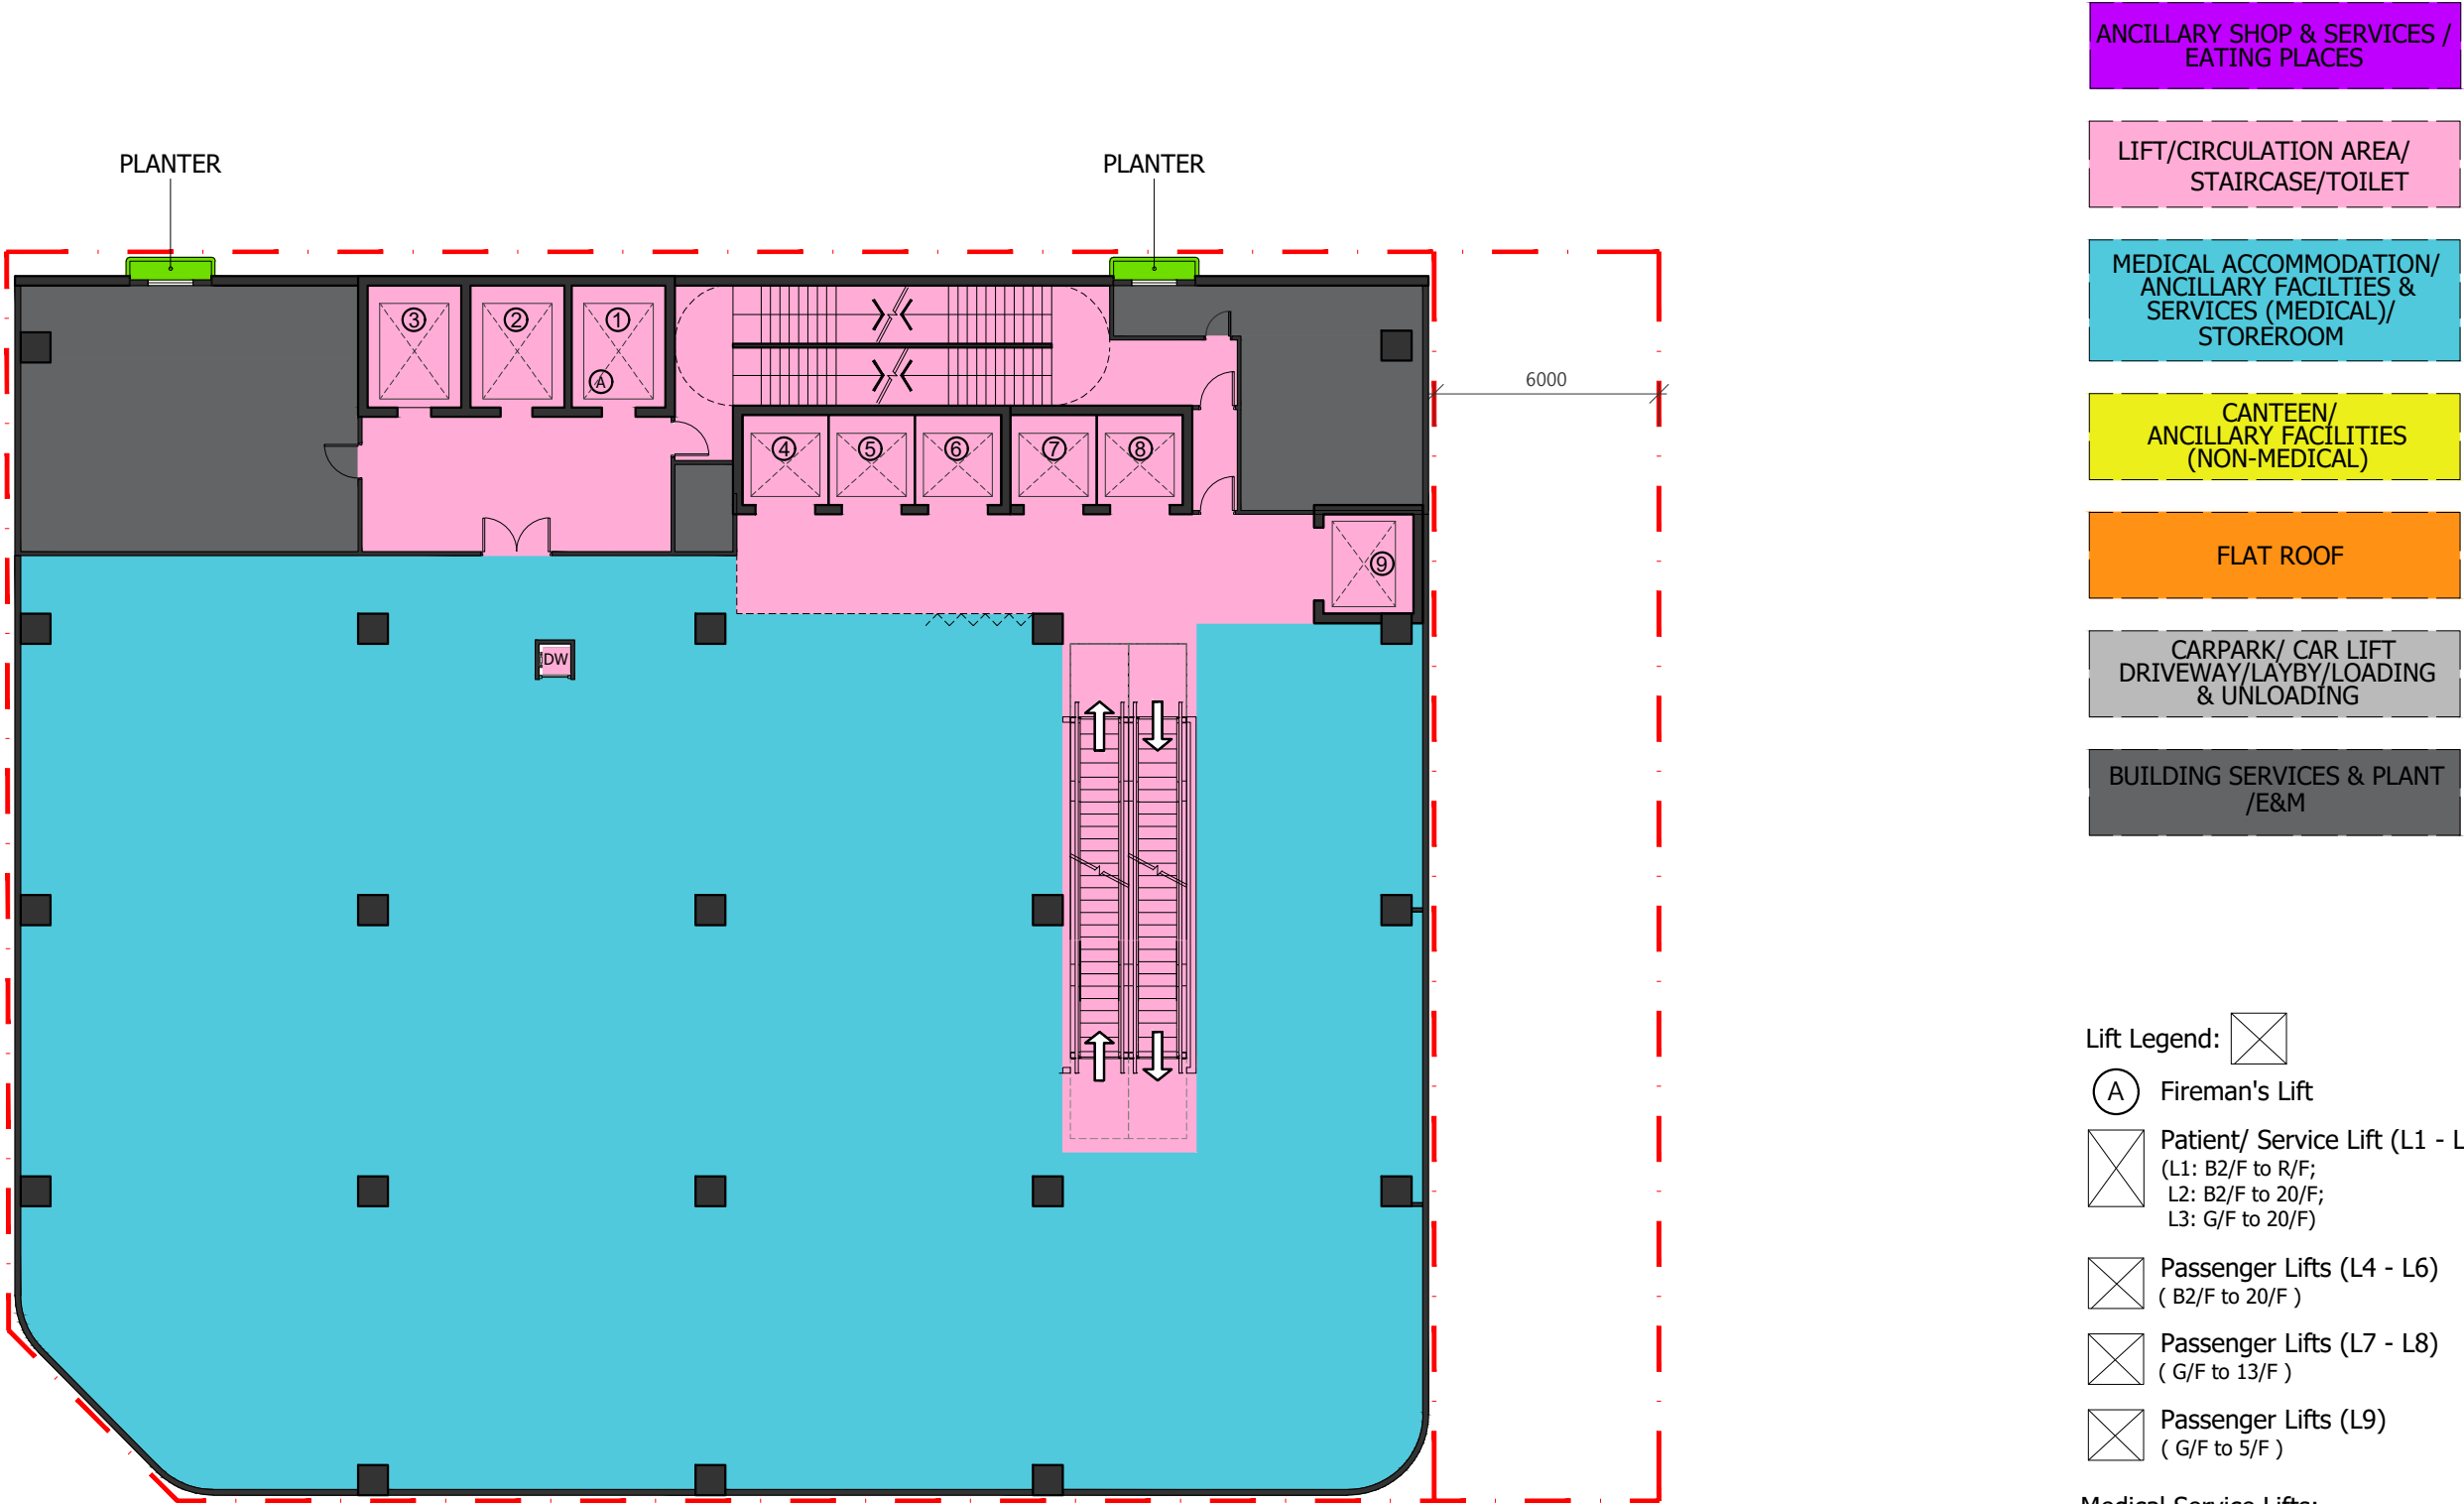 ANCILLARY SHOP & SERVICES /
EATING PLACES
LIFT/CIRCULATION AREA/
STAIRCASE/TOILET
MEDICAL ACCOMMODATION/
ANCILLARY FACILTIES &
SERVICES (MEDICAL)/
STOREROOM
CANTEEN/
ANCILLARY FACILITIES
(NON-MEDICAL)
FLAT ROOF
CARPARK/ CAR LIFT
DRIVEWAY/LAYBY/LOADING
& UNLOADING
BUILDING SERVICES & PLANT
/E&M
PLANTER
PLANTER
6000
3
2
1
A
4
5
6
7
8
9
DW
Lift Legend:
A Fireman's Lift
Patient/ Service Lift (L1 - L
(L1: B2/F to R/F;
L2: B2/F to 20/F;
L3: G/F to 20/F)
Passenger Lifts (L4 - L6)
( B2/F to 20/F )
Passenger Lifts (L7 - L8)
( G/F to 13/F )
Passenger Lifts (L9)
( G/F to 5/F )
Medical Service Lifts: